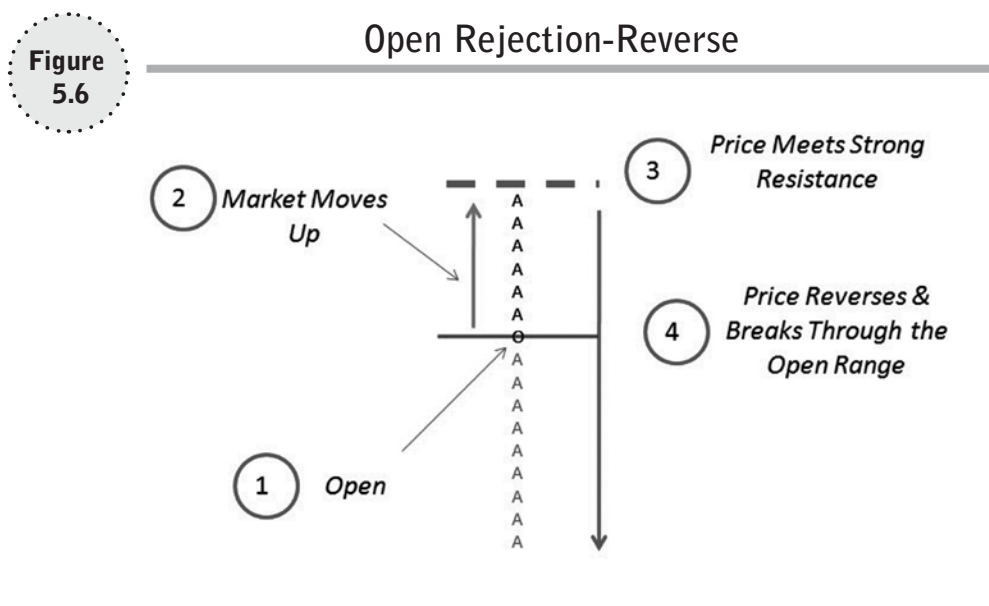 Figure
5.6
Open Rejection-Reverse
2
Market Moves
Up
3
Price Meets Strong
Resistance
A
A
A
A
A
A
O
A
A
A
A
A
A
A
A
A
4
Price Reverses &
Breaks Through the
Open Range
1
Open